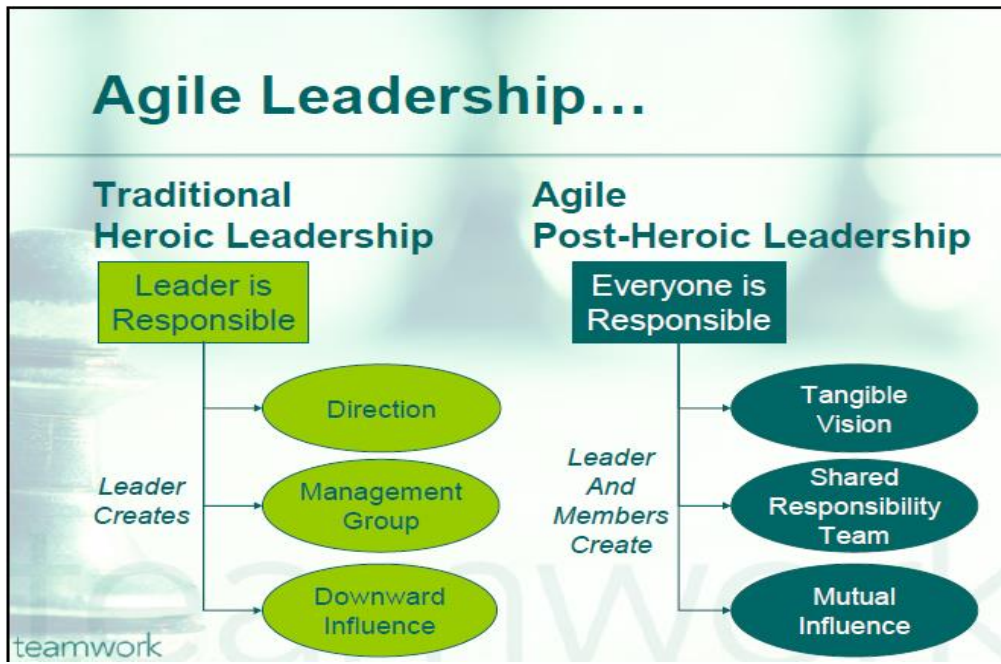 Agile Leadership...
Traditional
Heroic Leadership
Leader is
Responsible
Leader
Creates
Direction
Management
Group
Downward
Influence
Agile
Post-Heroic Leadership
Everyone is
Responsible
Leader
And
Members
Create
Tangible
Vision
Shared
Responsibility
Team
Mutual
Influence
teamwork
teamwork